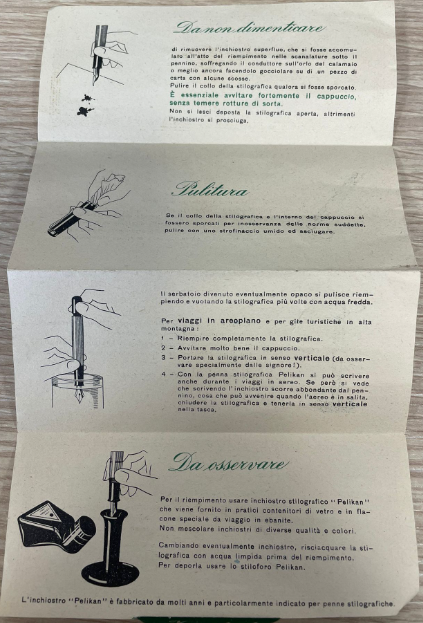 Da non dimenticare
di rimuovere l'inchiostro superfluo, che si fosse accumu-
lato all'atto del riempimento nelle scanalature sotto il
pennino, soffregando il conduttore sull'orlo del calamaio
o meglio ancora facendolo gocciolare su di un pezzo di
carta con alcune scosse.
Pulire il collo della stilografica qualora si fosse sporcato.
È essenziale avvitare fortemente il cappuccio,
senza temere rotture di sorta.
Non si lasci deposta la stilografica aperta, altrimenti
l'inchiostro si prosciuga.
Pulitura
Se il collo della stilografica e l'interno del cappuccio si
fossero sporcati per inosservanza delle norme suddette,
pulire con uno strofinaccio umido ed asciugare.
Il serbatoio divenuto eventualmente opaco si pulisce riem-
piendo e vuotando la stilografica più volte con acqua fredda.
Per viaggi in areoplano e per gite turistiche in alta
montagna:
1 – Riempire completamente la stilografica.
2 – Avvitare molto bene il cappuccio.
3 – Portare la stilografica in senso verticale (da osser-
vare specialmente dalle signore!).
4 – Con la penna stilografica Pelikan si può scrivere
anche durante i viaggi in aereo. Se però si vede
che scrivendo l'inchiostro scorre abbondante dal pen-
nino, cosa che può avvenire quando l'aereo è in salita,
chiudere la stilografica e tenerla in senso verticale
nella tasca.
Da osservare
Per il riempimento usare inchiostro stilografico "Pelikan"
che viene fornito in pratici contenitori di vetro e in fla-
cone speciale da viaggio in ebanite.
Non mescolare inchiostri di diverse qualità e colori.
Cambiando eventualmente inchiostro, risciacquare la sti-
lografica con acqua limpida prima del riempimento.
Per deporla usare lo stiloforo Pelikan.
L'inchiostro "Pelikan" è fabbricato da molti anni e particolarmente indicato per penne stilografiche.